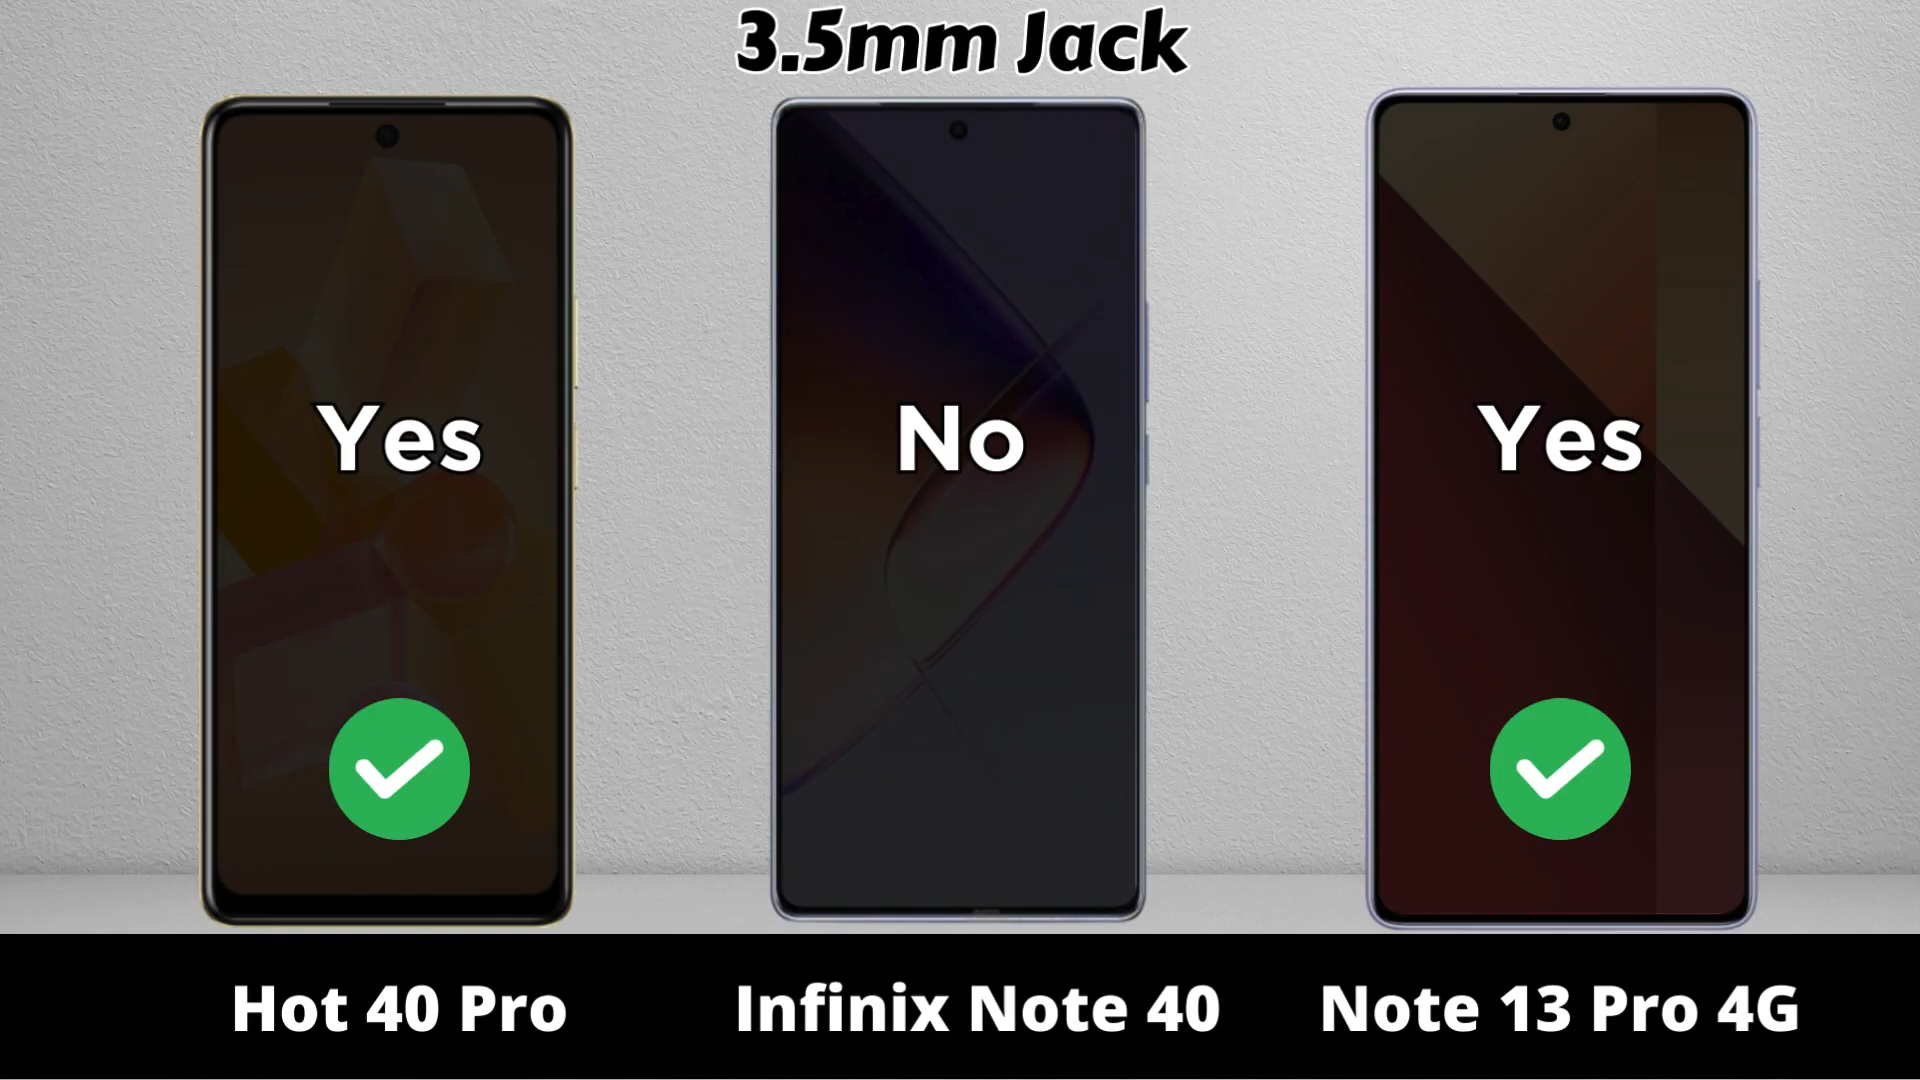 3.5mm Jack
Yes
No
Yes
Hot 40 Pro
Infinix Note 40
Note 13 Pro 4G